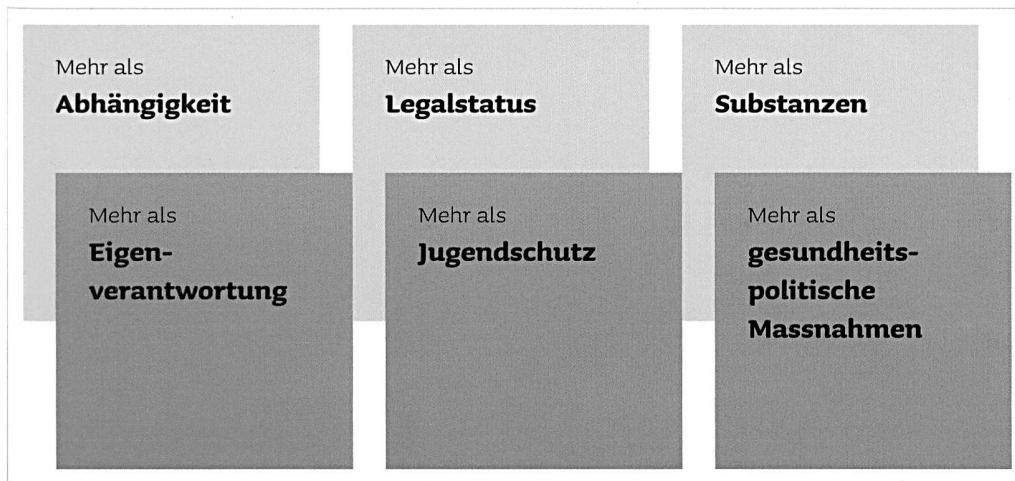 Mehr als
Abhängigkeit
Mehr als
Legalstatus
Mehr als
Substanzen
Mehr als
Eigen-
verantwortung
Mehr als
Jugendschutz
Mehr als
gesundheits-
politische
Massnahmen